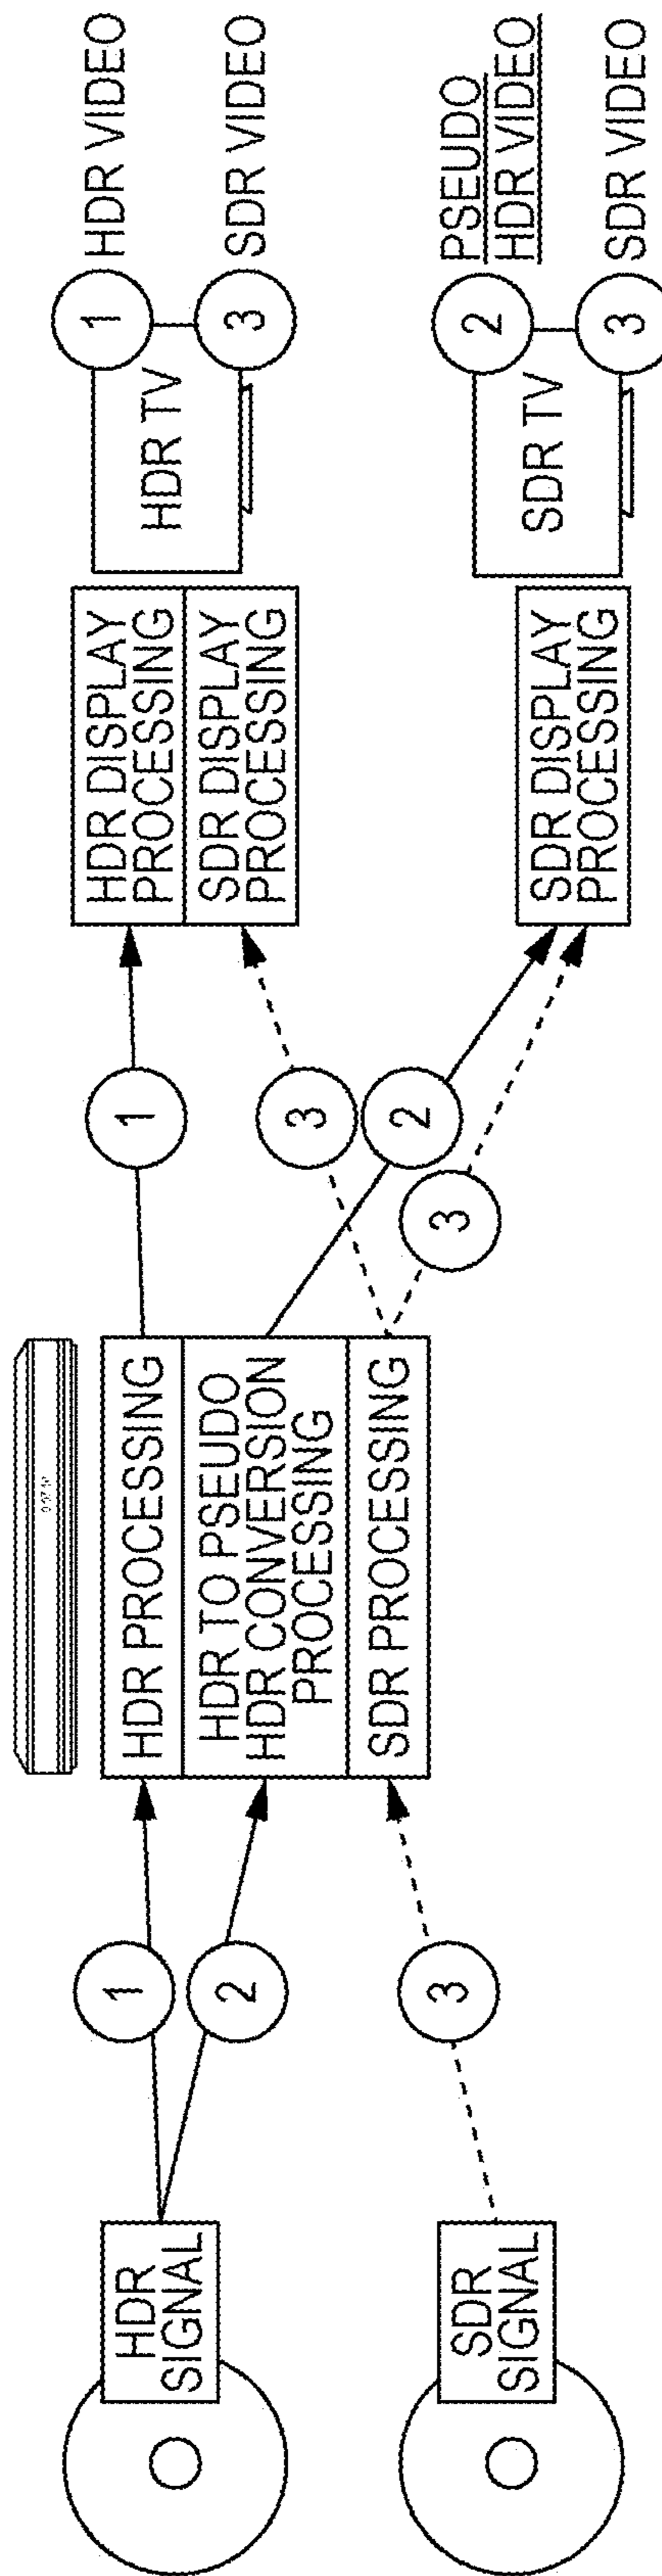 HDR
SIGNAL
1
2
SDR
SIGNAL
3
HDR PROCESSING
HDR TO PSEUDO
HDR CONVERSION
PROCESSING
SDR PROCESSING
1
3
2
3
HDR DISPLAY
PROCESSING
SDR DISPLAY
PROCESSING
SDR DISPLAY
PROCESSING
HDR TV
1
HDR VIDEO
3
SDR VIDEO
SDR TV
2
PSEUDO
HDR VIDEO
3
SDR VIDEO